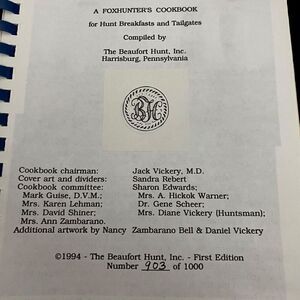 A FOXHUNTER'S COOKBOOK
for Hunt Breakfasts and Tailgates
Compiled by
The Beaufort Hunt, Inc.
Harrisburg, Pennsylvania
BH
Cookbook chairman: Jack Vickery, M.D.
Cover art and dividers: Sandra Rebert
Cookbook committee: Sharon Edwards;
Mark Guise, D.V.M.; Mrs. A. Hickok Warner;
Mrs. Karen Lehman; Dr. Gene Scheer;
Mrs. David Shiner; Mrs. Diane Vickery (Huntsman);
Mrs. Ann Zambarano.
Additional artwork by Nancy Zambarano Bell & Daniel Vickery
©1994 - The Beaufort Hunt, Inc. - First Edition
Number 903 of 1000